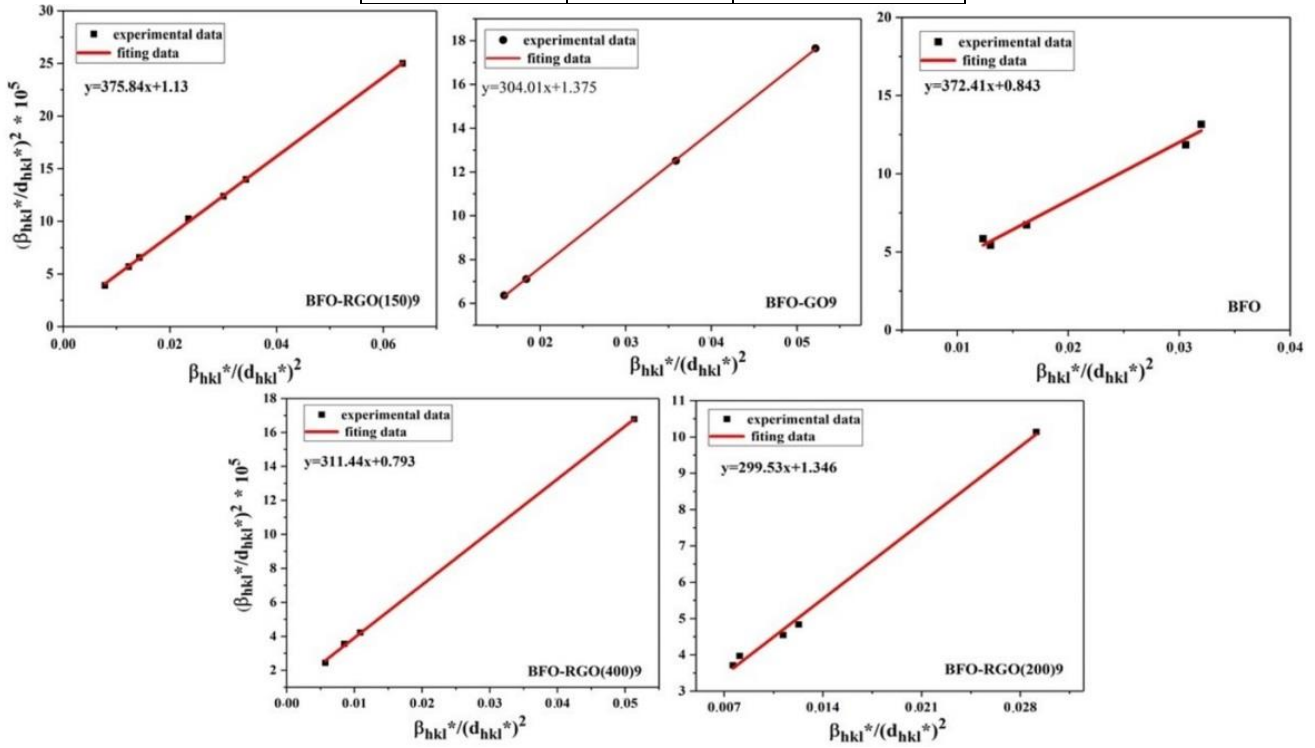 30
25
20
15
10
5
0
experimental data
fiting data
y=375.84x+1.13
BFO-RGO(150)9
0.00 0.02 0.04 0.06
(βhkl*/dhkl*)² * 10⁵
βhkl*/(dhkl*)²
18
16
14
12
10
8
6
experimental data
fiting data
y=304.01x+1.375
BFO-GO9
0 02 0 03 0 04 0 05
βhkl*/(dhkl*)²
20
15
10
5
0
experimental data
fiting data
y=372.41x+0.843
BFO
0.01 0.02 0.03 0.04
βhkl*/(dhkl*)²
18
16
14
12
10
8
6
4
2
experimental data
fiting data
y=311.44x+0.793
BFO-RGO(400)9
0.00 0.01 0.02 0.03 0.04 0.05
(βhkl*/dhkl*)² * 10⁵
βhkl*/(dhkl*)²
11
10
9
8
7
6
5
4
3
experimental data
fiting data
y=299.53x+1.346
BFO-RGO(200)9
0.007 0.014 0.021 0.028
βhkl*/(dhkl*)²